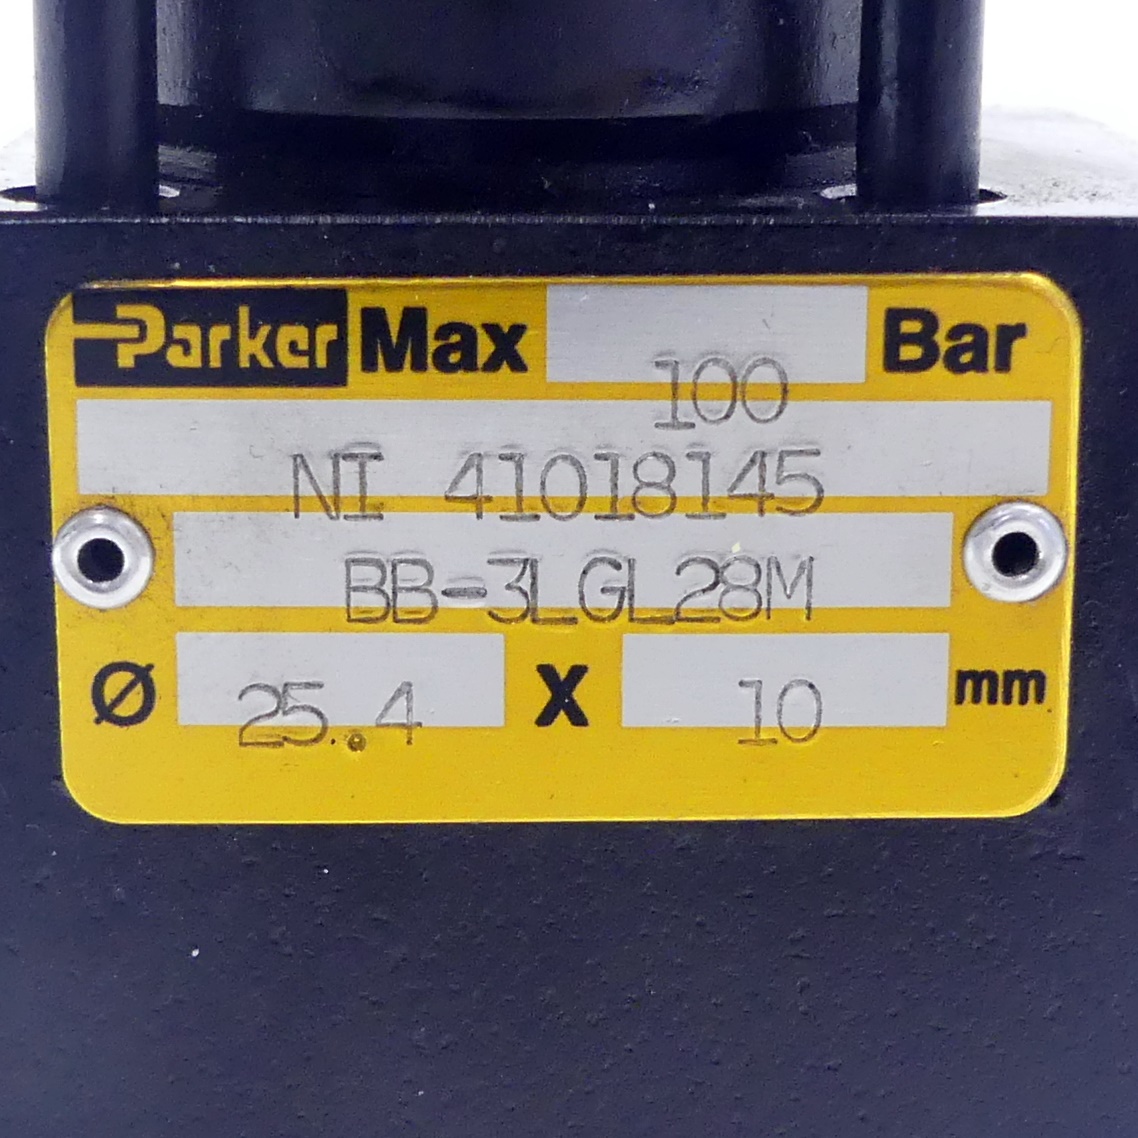 Parker Max 100 Bar
NI 41018145
BB-3LGL28M
Ø 25.4 X 10 mm